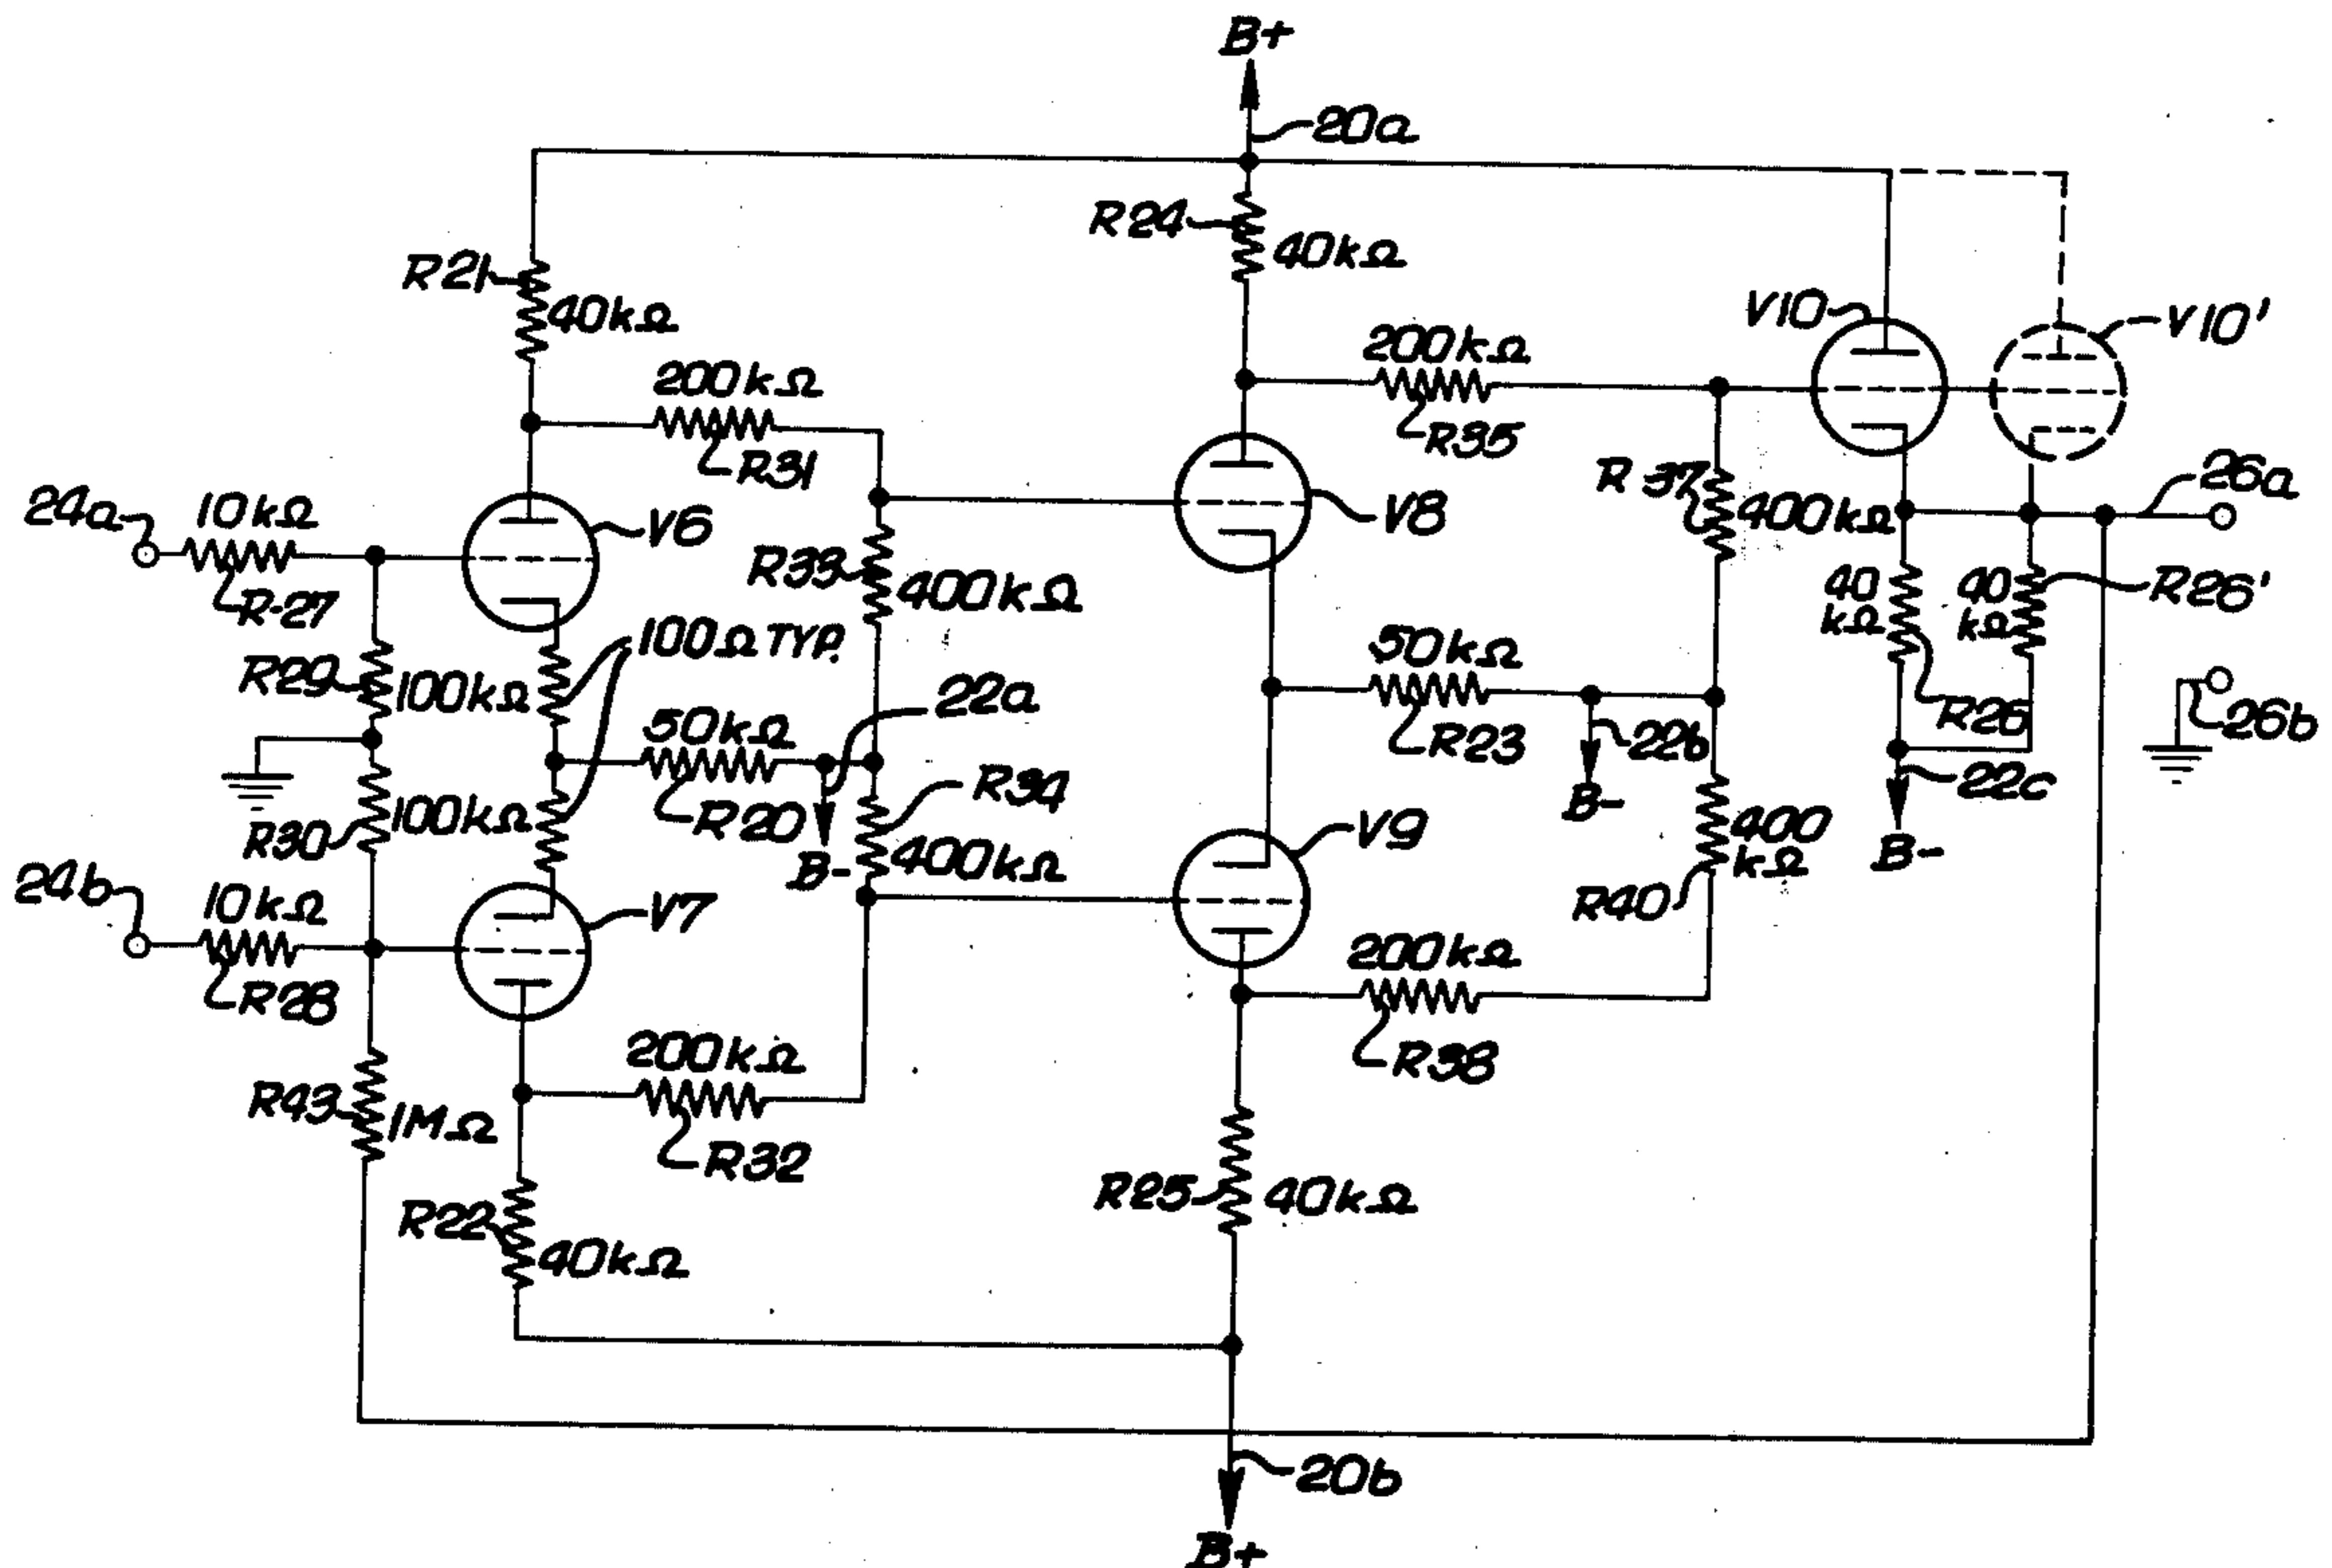 B+
20a
R24
40kΩ
R21
40kΩ
V10
V10'
200kΩ
R35
200kΩ
R31
24a
10kΩ
R-27
V6
V8
R37
400kΩ
26a
R33
400kΩ
100Ω TYP.
R29
100kΩ
40
kΩ
40
kΩ
R26'
R26
26b
50kΩ
R20
22a
50kΩ
R23
22b
B-
22c
B-
R30
100kΩ
B-
R34
400kΩ
V9
400
kΩ
R40
24b
10kΩ
R28
V7
200kΩ
R38
200kΩ
R32
R43
1MΩ
R22
40kΩ
R25
40kΩ
20b
B+